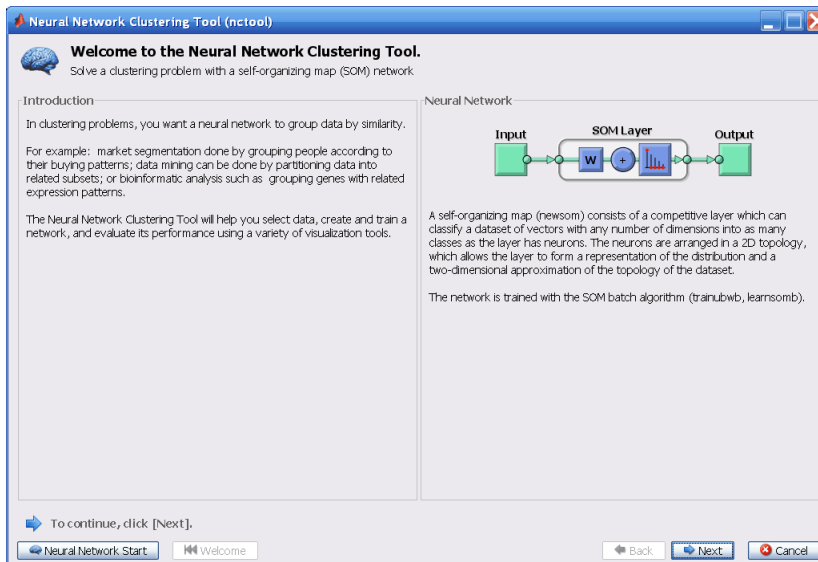 Neural Network Clustering Tool (nctool)
Welcome to the Neural Network Clustering Tool.
Solve a clustering problem with a self-organizing map (SOM) network
Introduction
In clustering problems, you want a neural network to group data by similarity.
For example: market segmentation done by grouping people according to
their buying patterns; data mining can be done by partitioning data into
related subsets; or bioinformatic analysis such as grouping genes with related
expression patterns.
The Neural Network Clustering Tool will help you select data, create and train a
network, and evaluate its performance using a variety of visualization tools.
Neural Network
Input
SOM Layer
Output
W
+
A self-organizing map (newsom) consists of a competitive layer which can
classify a dataset of vectors with any number of dimensions into as many
classes as the layer has neurons. The neurons are arranged in a 2D topology,
which allows the layer to form a representation of the distribution and a
two-dimensional approximation of the topology of the dataset.
The network is trained with the SOM batch algorithm (trainubwb, learnsomb).
To continue, click [Next].
Neural Network Start
Welcome
Back
Next
Cancel